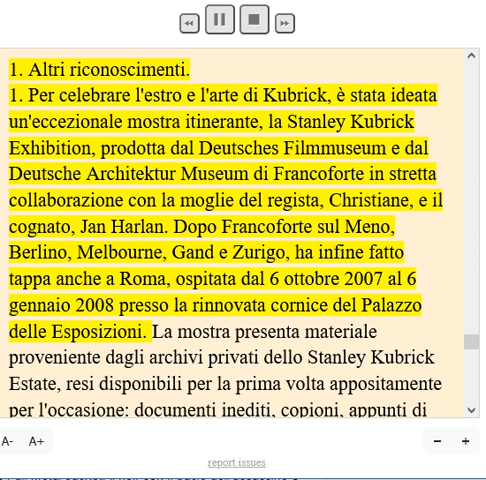 1. Altri riconoscimenti.
1. Per celebrare l'estro e l'arte di Kubrick, è stata ideata
un'eccezionale mostra itinerante, la Stanley Kubrick
Exhibition, prodotta dal Deutsches Filmmuseum e dal
Deutsche Architektur Museum di Francoforte in stretta
collaborazione con la moglie del regista, Christiane, e il
cognato, Jan Harlan. Dopo Francoforte sul Meno,
Berlino, Melbourne, Gand e Zurigo, ha infine fatto
tappa anche a Roma, ospitata dal 6 ottobre 2007 al 6
gennaio 2008 presso la rinnovata cornice del Palazzo
delle Esposizioni. La mostra presenta materiale
proveniente dagli archivi privati dello Stanley Kubrick
Estate, resi disponibili per la prima volta appositamente
per l'occasione: documenti inediti, copioni, appunti di
A- A+ − +
report issues